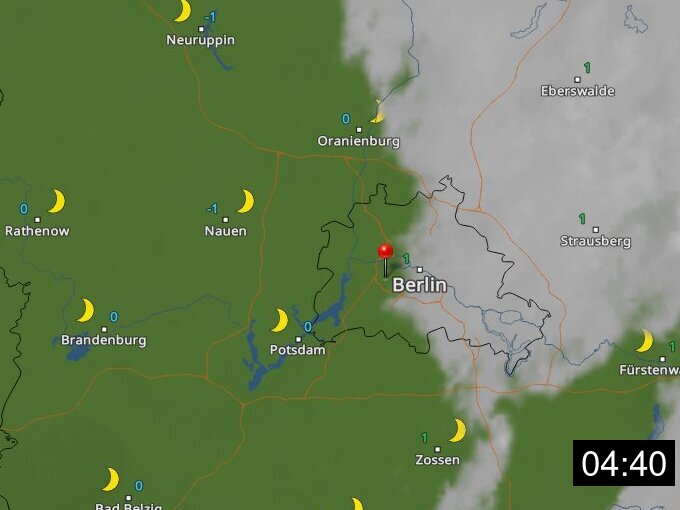 -1
Neuruppin
1
Eberswalde
0
Oranienburg
0
Rathenow
-1
Nauen
1
Strausberg
1
Berlin
0
Brandenburg
0
Potsdam
1
Fürstenwa
1
Zossen
04:40
0
Bad Belzig